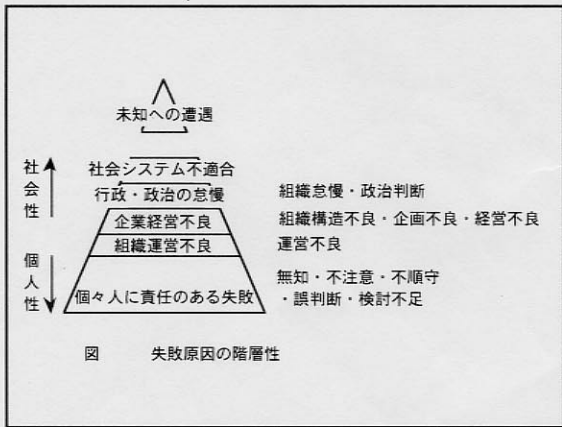 未知への遭遇
社会性
社会システム不適合
行政・政治の怠慢
組織怠慢・政治判断
企業経営不良
組織構造不良・企画不良・経営不良
組織運営不良
運営不良
個人性
個々人に責任のある失敗
無知・不注意・不順守
・誤判断・検討不足
図 失敗原因の階層性